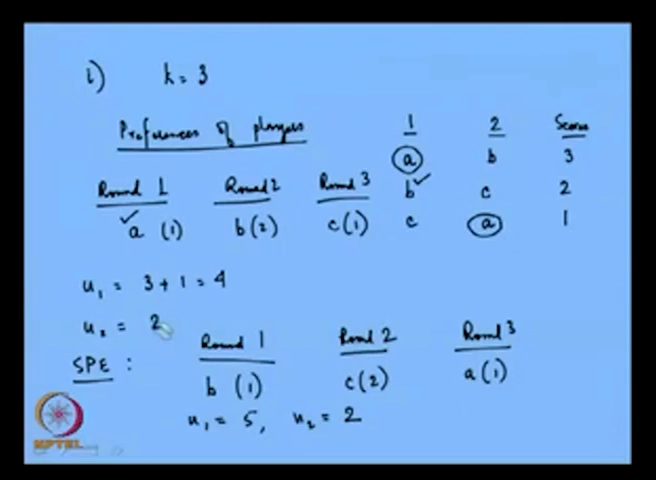 i) k = 3
Preferences of players
1 2 Scores
a b 3
b c 2
c a 1
Round 1 Round 2 Round 3
a (1) b(2) c(1)
u₁ = 3 + 1 = 4
u₂ = 2
SPE :
Round 1 Round 2 Round 3
b (1) c(2) a(1)
u₁ = 5, u₂ = 2
NPTEL